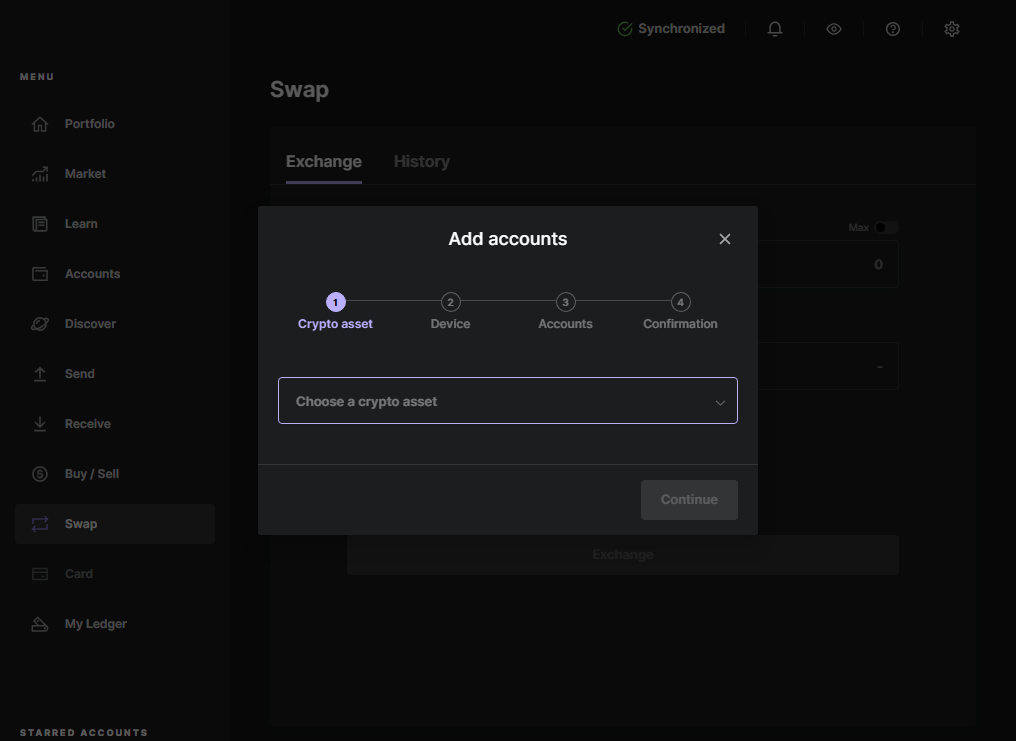 Synchronized
MENU
Swap
Portfolio
Exchange History
Market
Learn
Max
Add accounts
0
Accounts
1 2 3 4
Crypto asset Device Accounts Confirmation
Discover
Send
-
Choose a crypto asset
Receive
Buy / Sell
Continue
Swap
Exchange
Card
My Ledger
STARRED ACCOUNTS